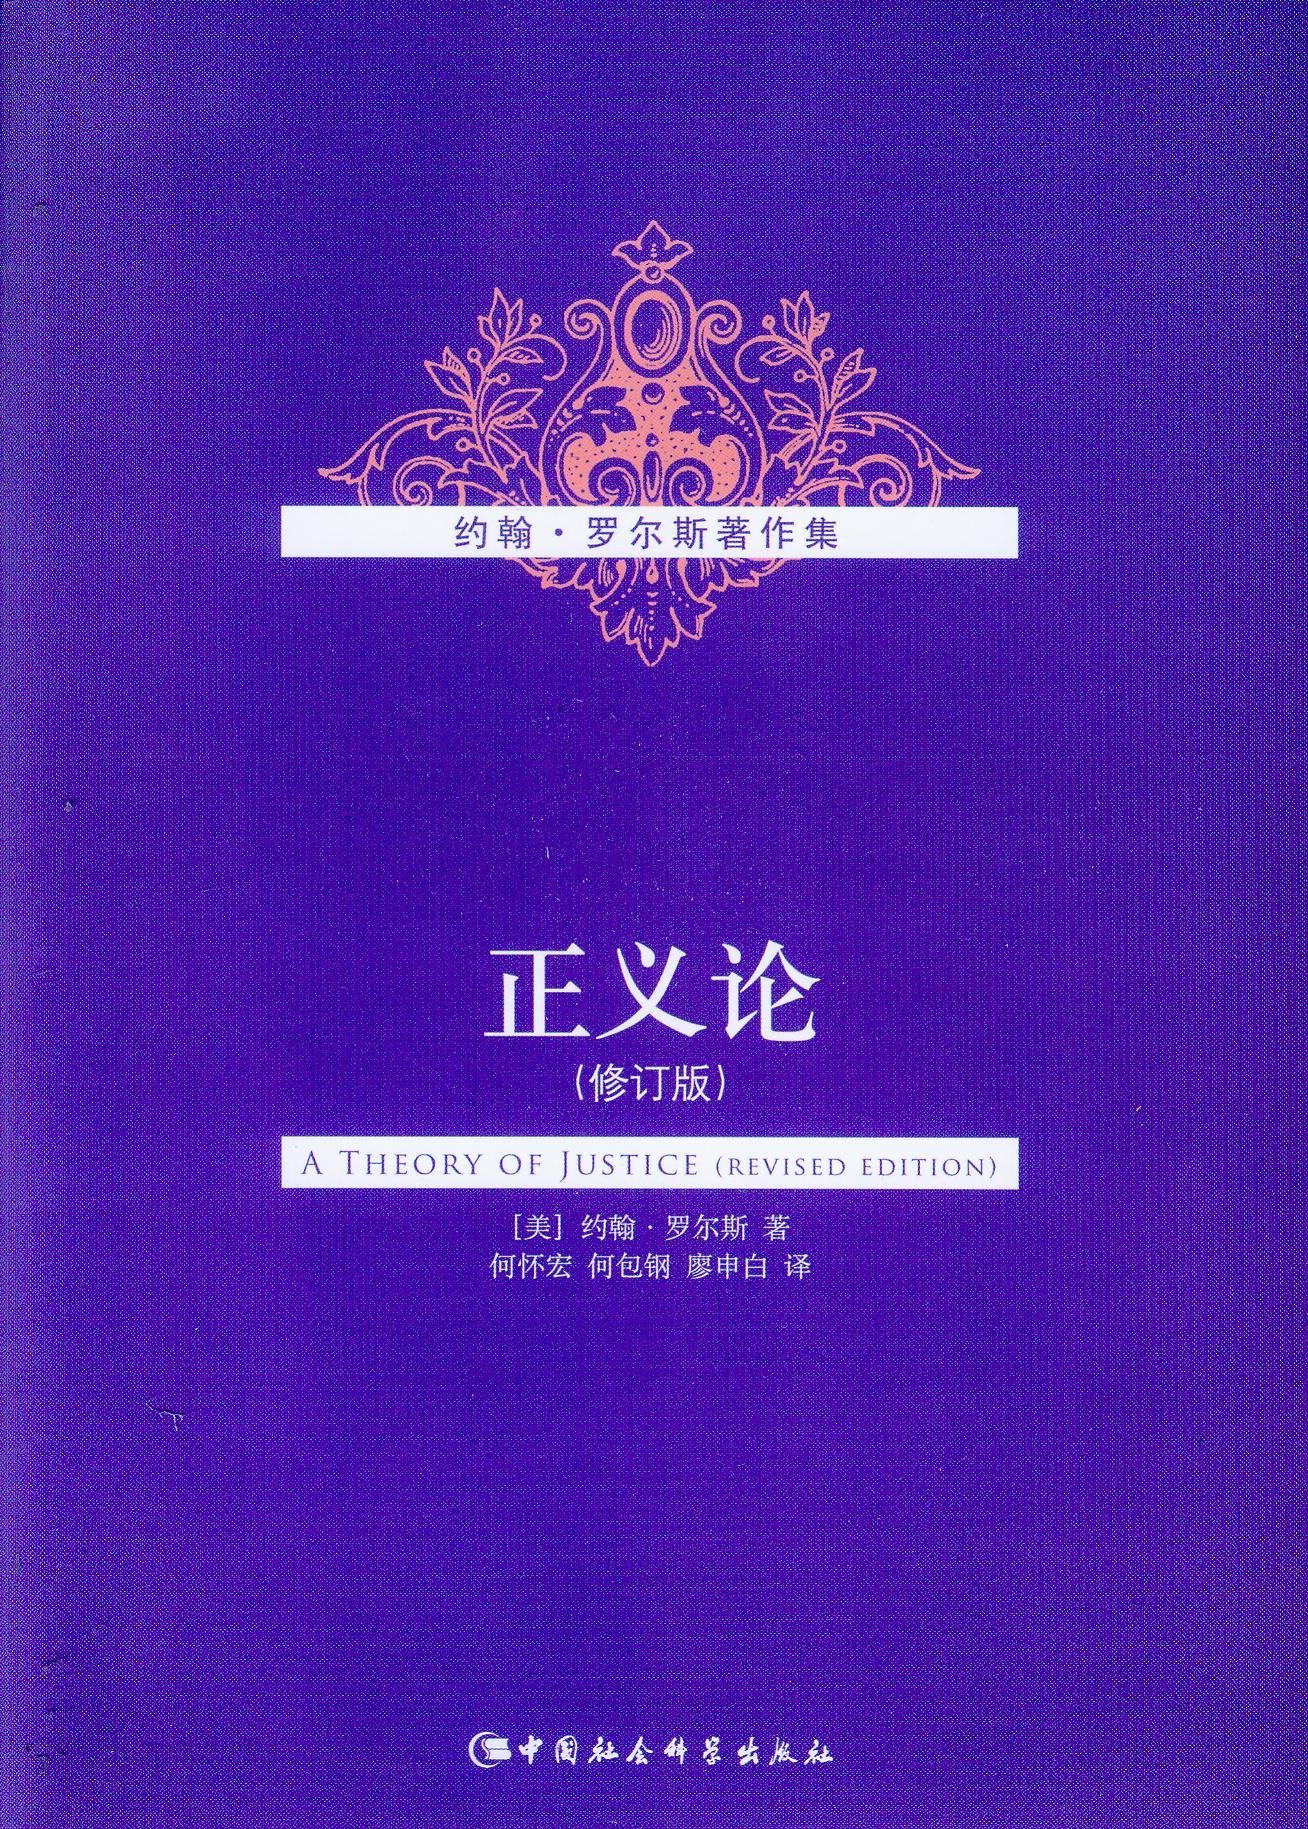 约翰·罗尔斯著作集
正义论
(修订版)
A THEORY OF JUSTICE (REVISED EDITION)
[美] 约翰·罗尔斯 著
何怀宏 何包钢 廖申白 译
中国社会科学出版社